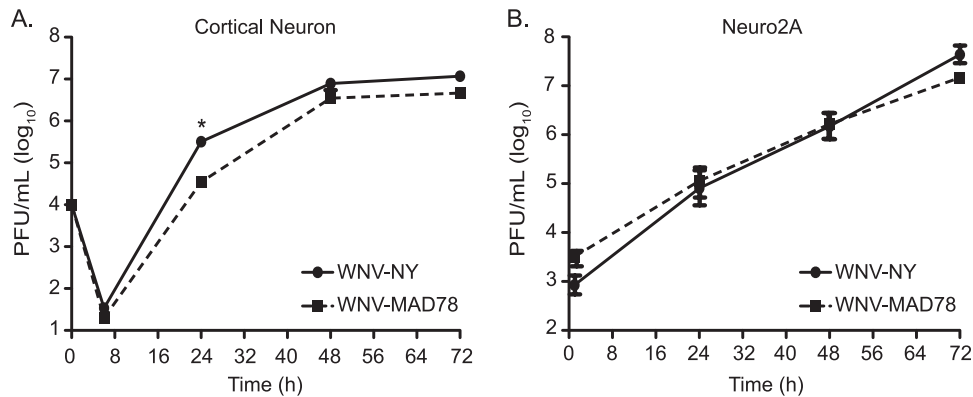 A.
Cortical Neuron
PFU/mL (log10)
8
7
6
5
4
3
2
1
*
WNV-NY
WNV-MAD78
0 8 16 24 32 40 48 56 64 72
Time (h)
B.
Neuro2A
PFU/mL (log10)
8
7
6
5
4
3
2
WNV-NY
WNV-MAD78
0 8 16 24 32 40 48 56 64 72
Time (h)